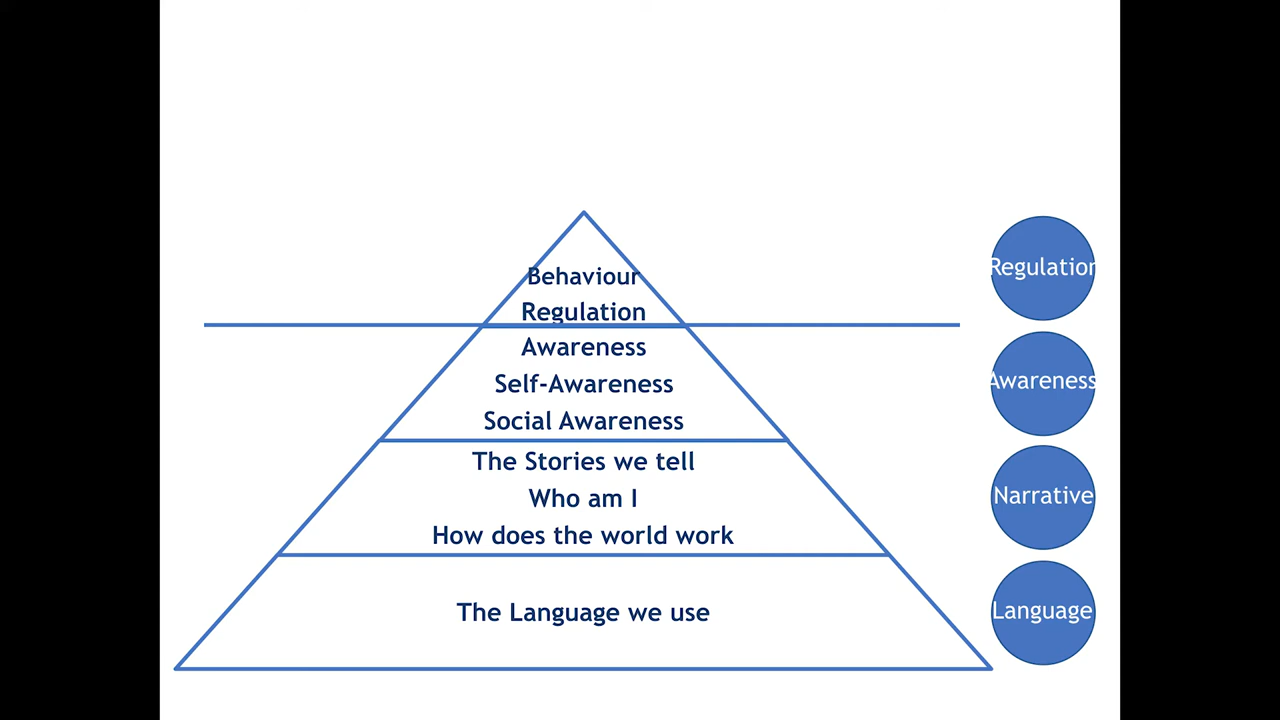 Behaviour
Regulation
Awareness
Self-Awareness
Social Awareness
The Stories we tell
Who am I
How does the world work
The Language we use
Regulation
Awareness
Narrative
Language